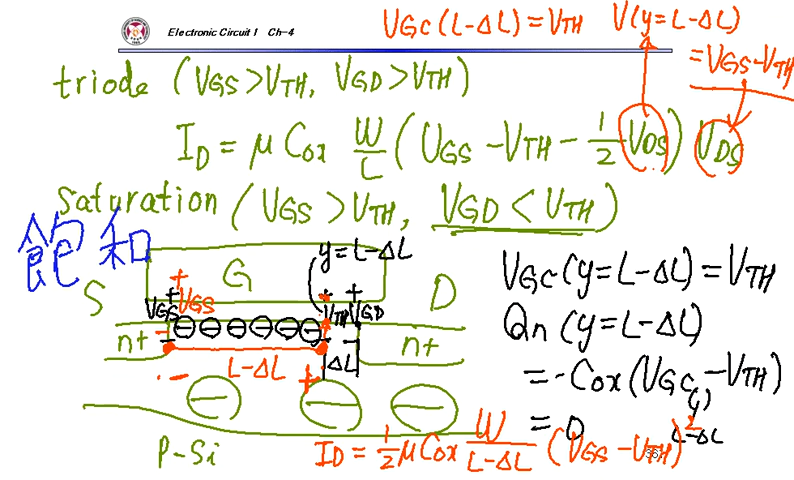 Electronic Circuit I Ch-4
VGC(L-ΔL)=VTH V(y=L-ΔL)
=VGS-VTH
triode (VGS>VTH, VGD>VTH)
ID = μCox W/L (VGS-VTH-1/2 VDS) VDS
saturation (VGS>VTH, VGD<VTH)
飽和
y=L-ΔL
G
S
D
VGC(y=L-ΔL)=VTH
+ + + +
VGS VGS VTH VGD
Qn(y=L-ΔL)
n+ n+
L-ΔL ΔL
=-Cox(VGC(y)-VTH)
L-ΔL
= 0
P-Si
ID = 1/2 μCox W/(L-ΔL) (VGS-VTH)²